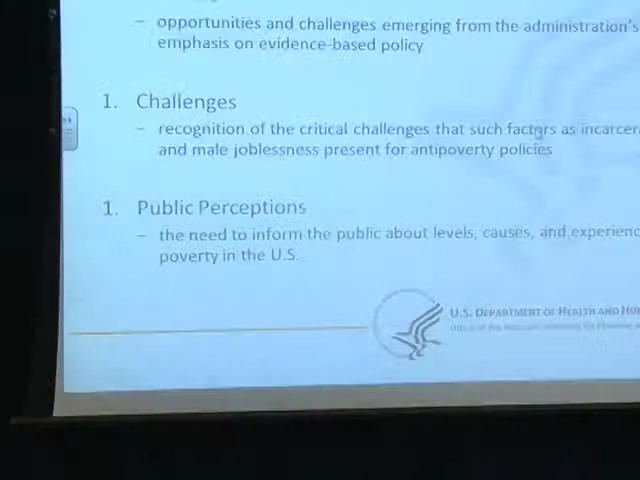 – opportunities and challenges emerging from the administration's
emphasis on evidence-based policy
1. Challenges
– recognition of the critical challenges that such factors as incarcer
and male joblessness present for antipoverty policies
1. Public Perceptions
– the need to inform the public about levels, causes, and experienc
poverty in the U.S.
U.S. DEPARTMENT OF HEALTH AND HU